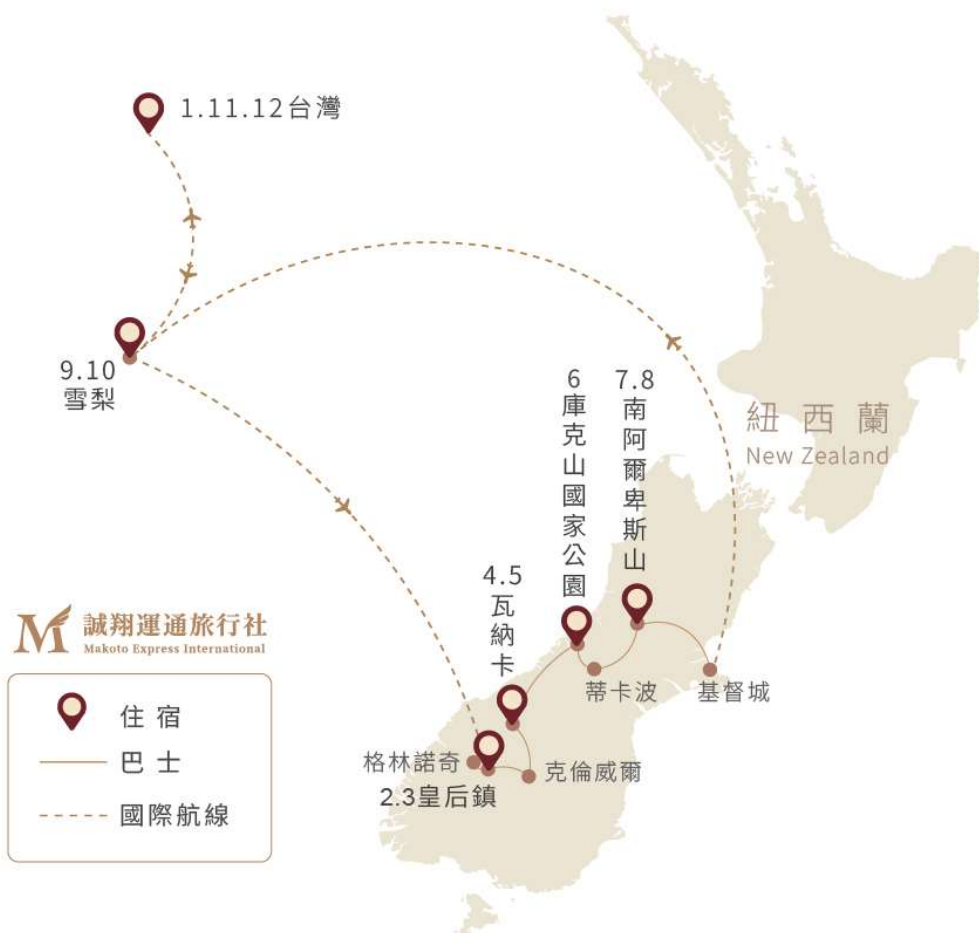 1.11.12台灣
9.10
雪梨
6
庫克山國家公園
7.8
南阿爾卑斯山
紐西蘭
New Zealand
4.5
瓦納卡
蒂卡波
基督城
格林諾奇
克倫威爾
2.3皇后鎮
M 誠翔運通旅行社
Makoto Express International
住宿
巴士
國際航線